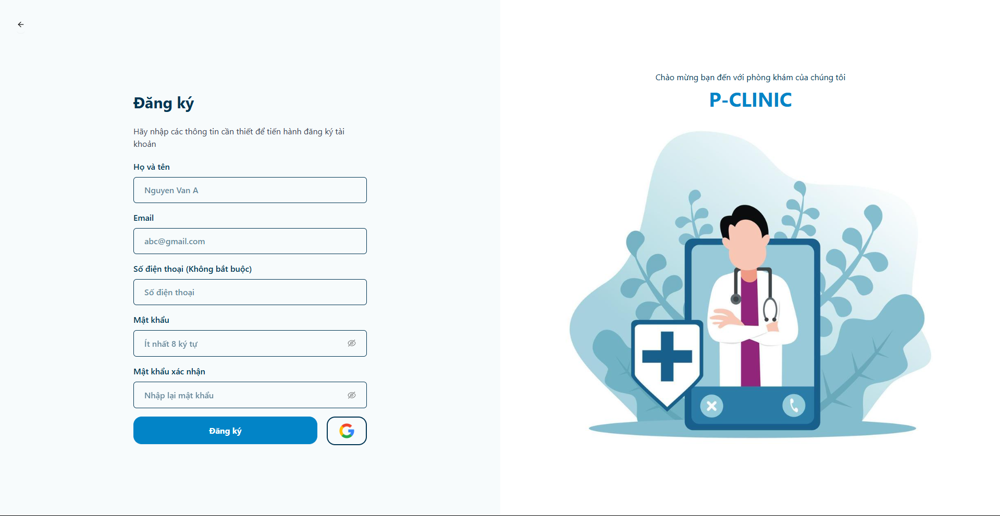 Đăng ký
Hãy nhập các thông tin cần thiết để tiến hành đăng ký tài
khoản
Họ và tên
Nguyen Van A
Email
abc@gmail.com
Số điện thoại (Không bắt buộc)
Số điện thoại
Mật khẩu
Ít nhất 8 ký tự
Mật khẩu xác nhận
Nhập lại mật khẩu
Đăng ký
Chào mừng bạn đến với phòng khám của chúng tôi
P-CLINIC